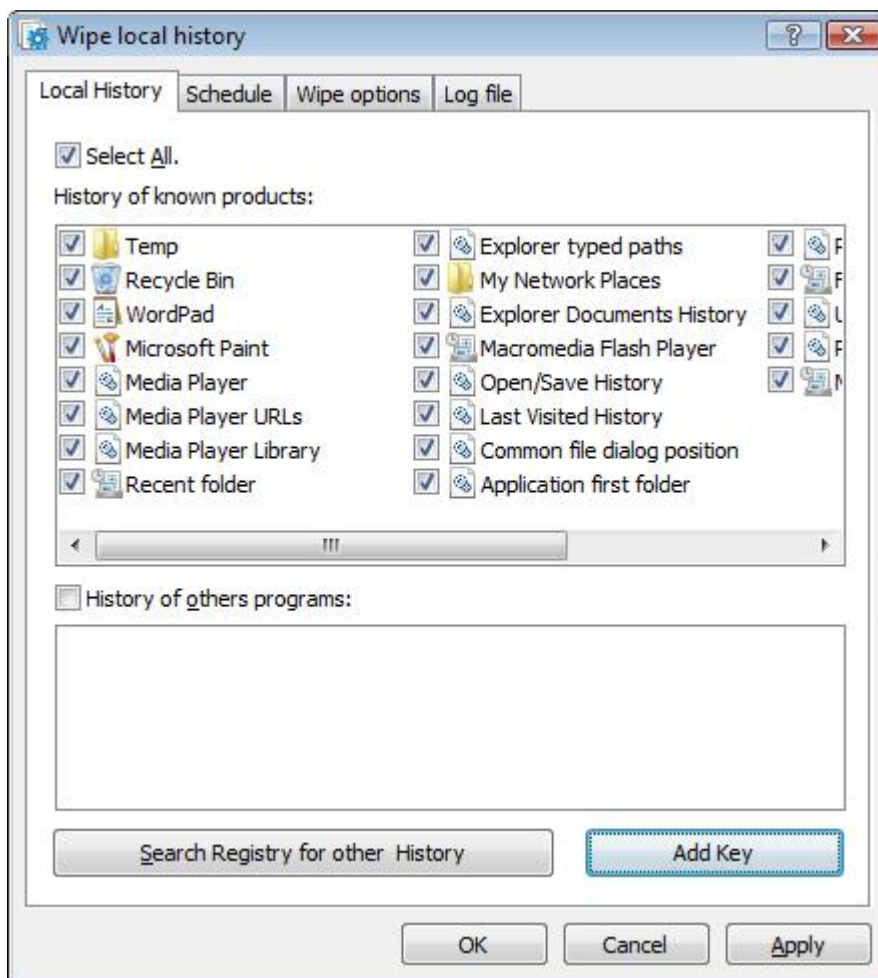 Wipe local history
Local History Schedule Wipe options Log file
Select All.
History of known products:
Temp Explorer typed paths
Recycle Bin My Network Places
WordPad Explorer Documents History
Microsoft Paint Macromedia Flash Player
Media Player Open/Save History
Media Player URLs Last Visited History
Media Player Library Common file dialog position
Recent folder Application first folder
History of others programs:
Search Registry for other History Add Key
OK Cancel Apply